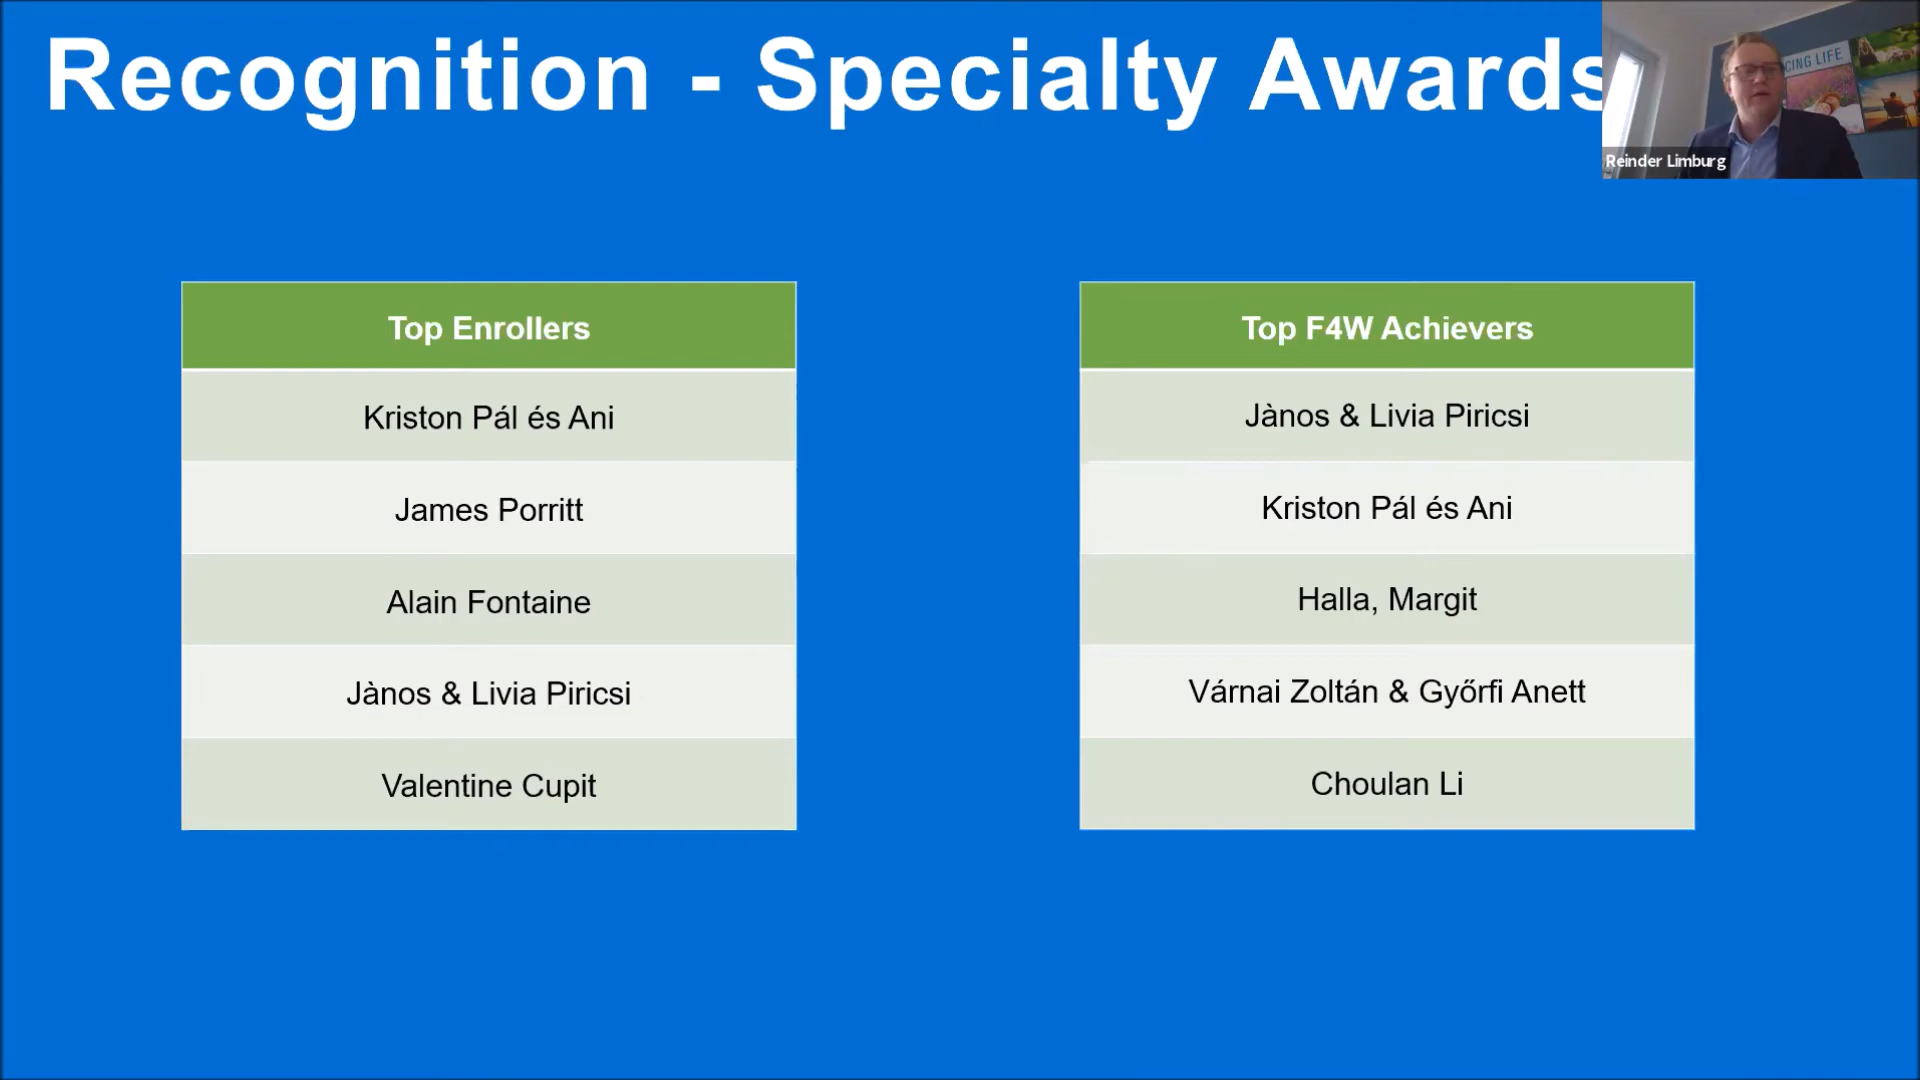 Recognition - Specialty Awards
CING LIFE
Reinder Limburg
Top Enrollers
Kriston Pál és Ani
James Porritt
Alain Fontaine
Jànos & Livia Piricsi
Valentine Cupit
Top F4W Achievers
Jànos & Livia Piricsi
Kriston Pál és Ani
Halla, Margit
Várnai Zoltán & Győrfi Anett
Choulan Li